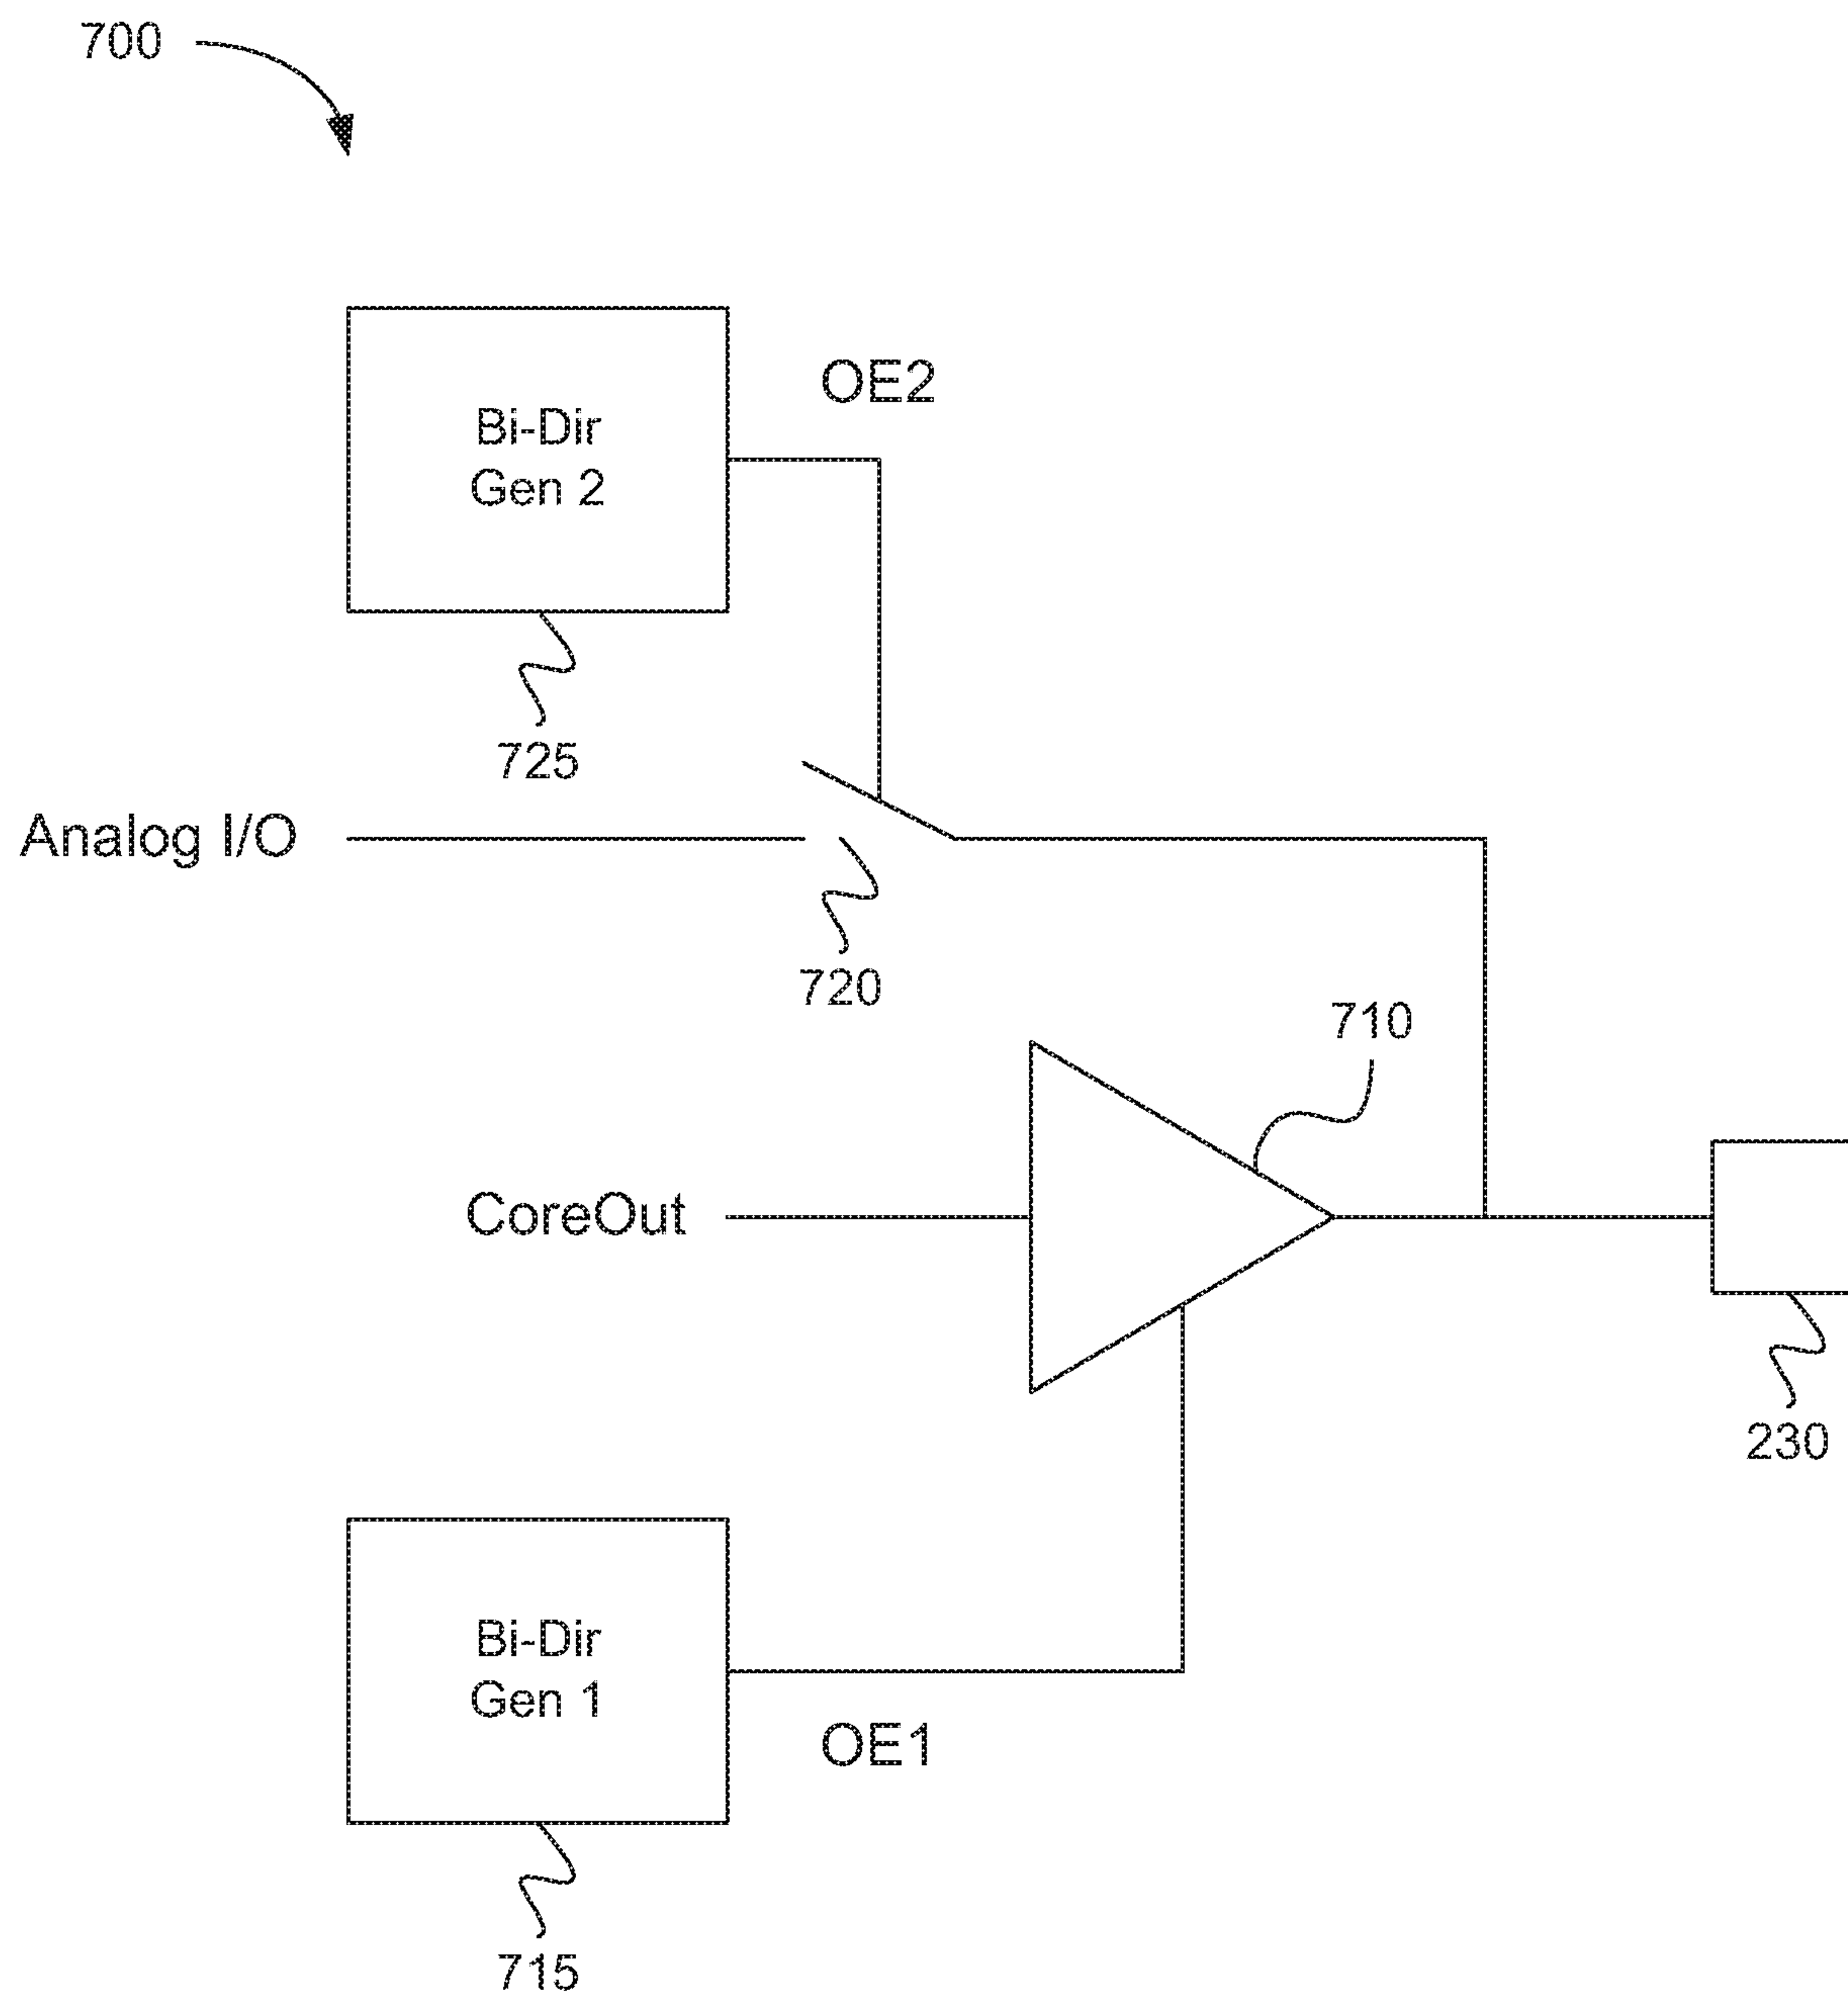 700
OE2
Bi-Dir
Gen 2
725
Analog I/O
720
710
CoreOut
230
Bi-Dir
Gen 1
OE1
715